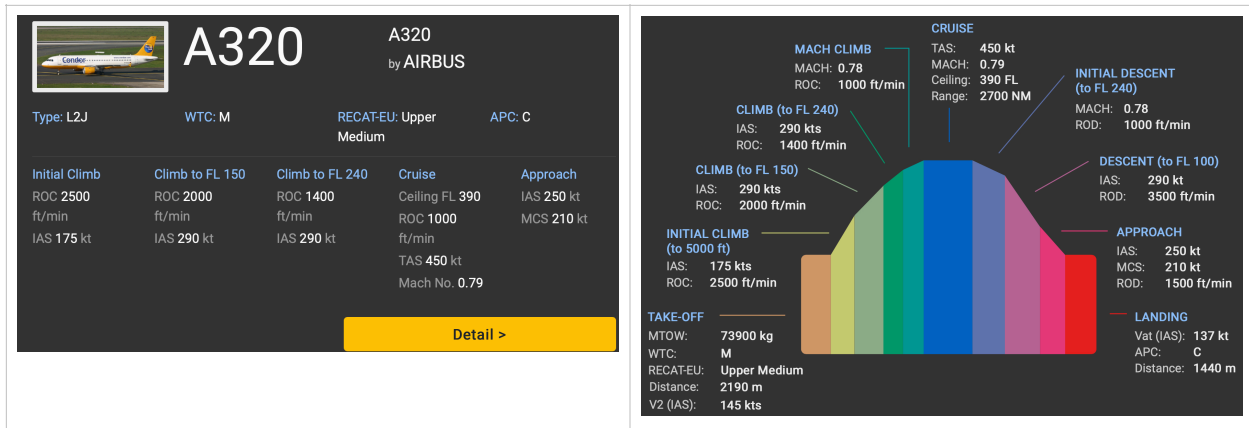 Condor
A320
A320
by AIRBUS
Type: L2J
WTC: M
RECAT-EU: Upper
Medium
APC: C
Initial Climb
ROC 2500
ft/min
IAS 175 kt
Climb to FL 150
ROC 2000
ft/min
IAS 290 kt
Climb to FL 240
ROC 1400
ft/min
IAS 290 kt
Cruise
Ceiling FL 390
ROC 1000
ft/min
TAS 450 kt
Mach No. 0.79
Approach
IAS 250 kt
MCS 210 kt
Detail >
CRUISE
TAS: 450 kt
MACH: 0.79
Ceiling: 390 FL
Range: 2700 NM
MACH CLIMB
MACH: 0.78
ROC: 1000 ft/min
INITIAL DESCENT
(to FL 240)
MACH: 0.78
ROD: 1000 ft/min
CLIMB (to FL 240)
IAS: 290 kts
ROC: 1400 ft/min
DESCENT (to FL 100)
IAS: 290 kt
ROD: 3500 ft/min
CLIMB (to FL 150)
IAS: 290 kts
ROC: 2000 ft/min
INITIAL CLIMB
(to 5000 ft)
IAS: 175 kts
ROC: 2500 ft/min
APPROACH
IAS: 250 kt
MCS: 210 kt
ROD: 1500 ft/min
TAKE-OFF
MTOW: 73900 kg
WTC: M
RECAT-EU: Upper Medium
Distance: 2190 m
V2 (IAS): 145 kts
LANDING
Vat (IAS): 137 kt
APC: C
Distance: 1440 m